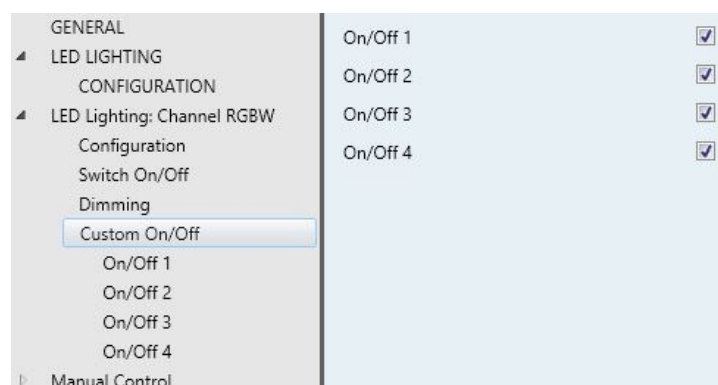 GENERAL
LED LIGHTING
CONFIGURATION
LED Lighting: Channel RGBW
Configuration
Switch On/Off
Dimming
Custom On/Off
On/Off 1
On/Off 2
On/Off 3
On/Off 4
Manual Control
On/Off 1
On/Off 2
On/Off 3
On/Off 4